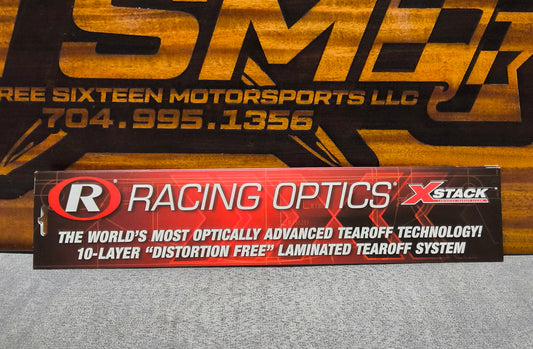 TSM
REE SIXTEEN MOTORSPORTS LLC
704.995.1356
R RACING OPTICS® XSTACK
THE WORLD'S MOST OPTICALLY ADVANCED TEAROFF TECHNOLOGY!
10-LAYER "DISTORTION FREE" LAMINATED TEAROFF SYSTEM